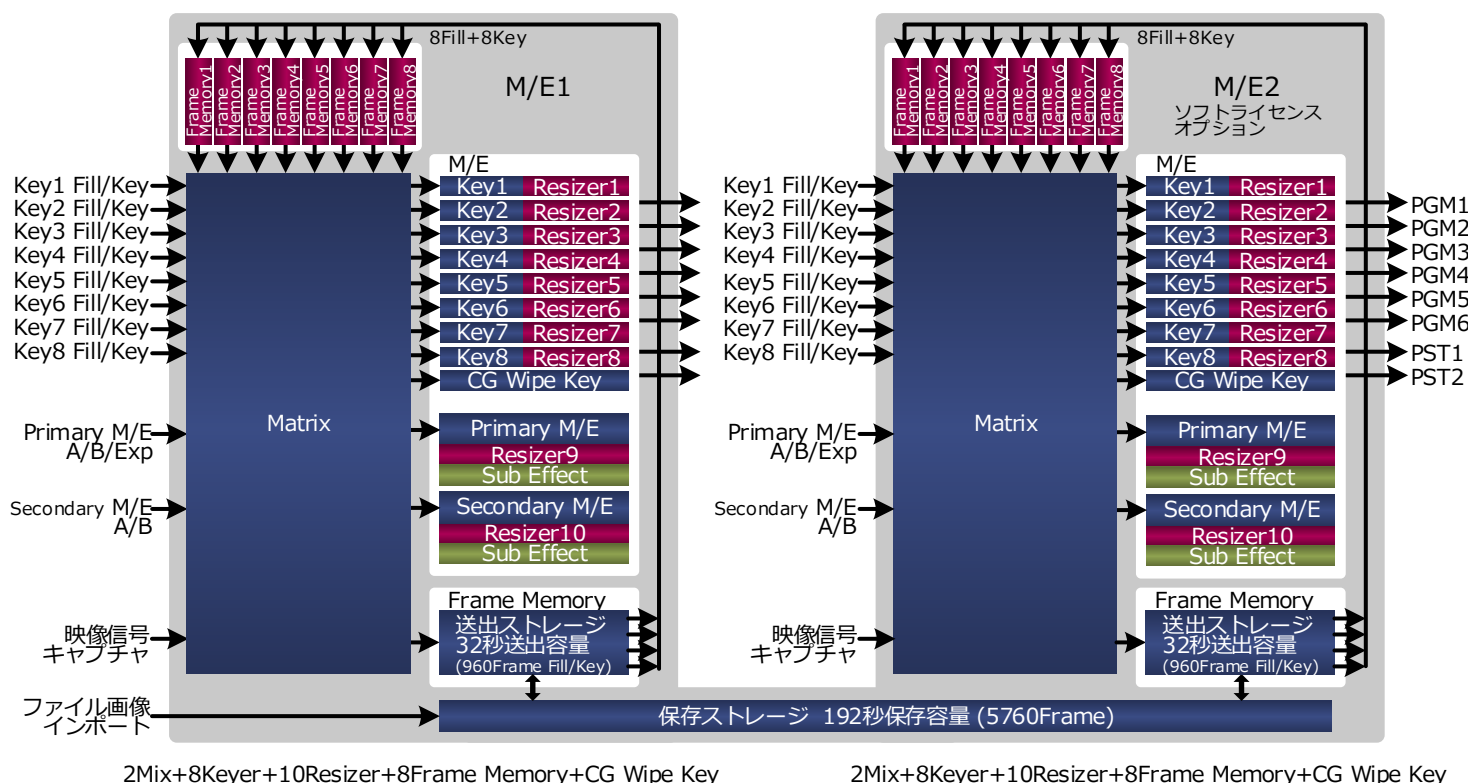 8Fill+8Key
Frame Memory1
Frame Memory2
Frame Memory3
Frame Memory4
Frame Memory5
Frame Memory6
Frame Memory7
Frame Memory8
M/E1
M/E
Key1 Fill/Key
Key2 Fill/Key
Key3 Fill/Key
Key4 Fill/Key
Key5 Fill/Key
Key6 Fill/Key
Key7 Fill/Key
Key8 Fill/Key
Primary M/E
A/B/Exp
Secondary M/E
A/B
映像信号
キャプチャ
ファイル画像
インポート
Matrix
Key1 Resizer1
Key2 Resizer2
Key3 Resizer3
Key4 Resizer4
Key5 Resizer5
Key6 Resizer6
Key7 Resizer7
Key8 Resizer8
CG Wipe Key
Primary M/E
Resizer9
Sub Effect
Secondary M/E
Resizer10
Sub Effect
Frame Memory
送出ストレージ
32秒送出容量
(960Frame Fill/Key)
8Fill+8Key
Frame Memory1
Frame Memory2
Frame Memory3
Frame Memory4
Frame Memory5
Frame Memory6
Frame Memory7
Frame Memory8
M/E2
ソフトライセンス
オプション
M/E
Key1 Fill/Key
Key2 Fill/Key
Key3 Fill/Key
Key4 Fill/Key
Key5 Fill/Key
Key6 Fill/Key
Key7 Fill/Key
Key8 Fill/Key
Primary M/E
A/B/Exp
Secondary M/E
A/B
映像信号
キャプチャ
Matrix
Key1 Resizer1
Key2 Resizer2
Key3 Resizer3
Key4 Resizer4
Key5 Resizer5
Key6 Resizer6
Key7 Resizer7
Key8 Resizer8
CG Wipe Key
Primary M/E
Resizer9
Sub Effect
Secondary M/E
Resizer10
Sub Effect
Frame Memory
送出ストレージ
32秒送出容量
(960Frame Fill/Key)
PGM1
PGM2
PGM3
PGM4
PGM5
PGM6
PST1
PST2
保存ストレージ 192秒保存容量 (5760Frame)
2Mix+8Keyer+10Resizer+8Frame Memory+CG Wipe Key
2Mix+8Keyer+10Resizer+8Frame Memory+CG Wipe Key